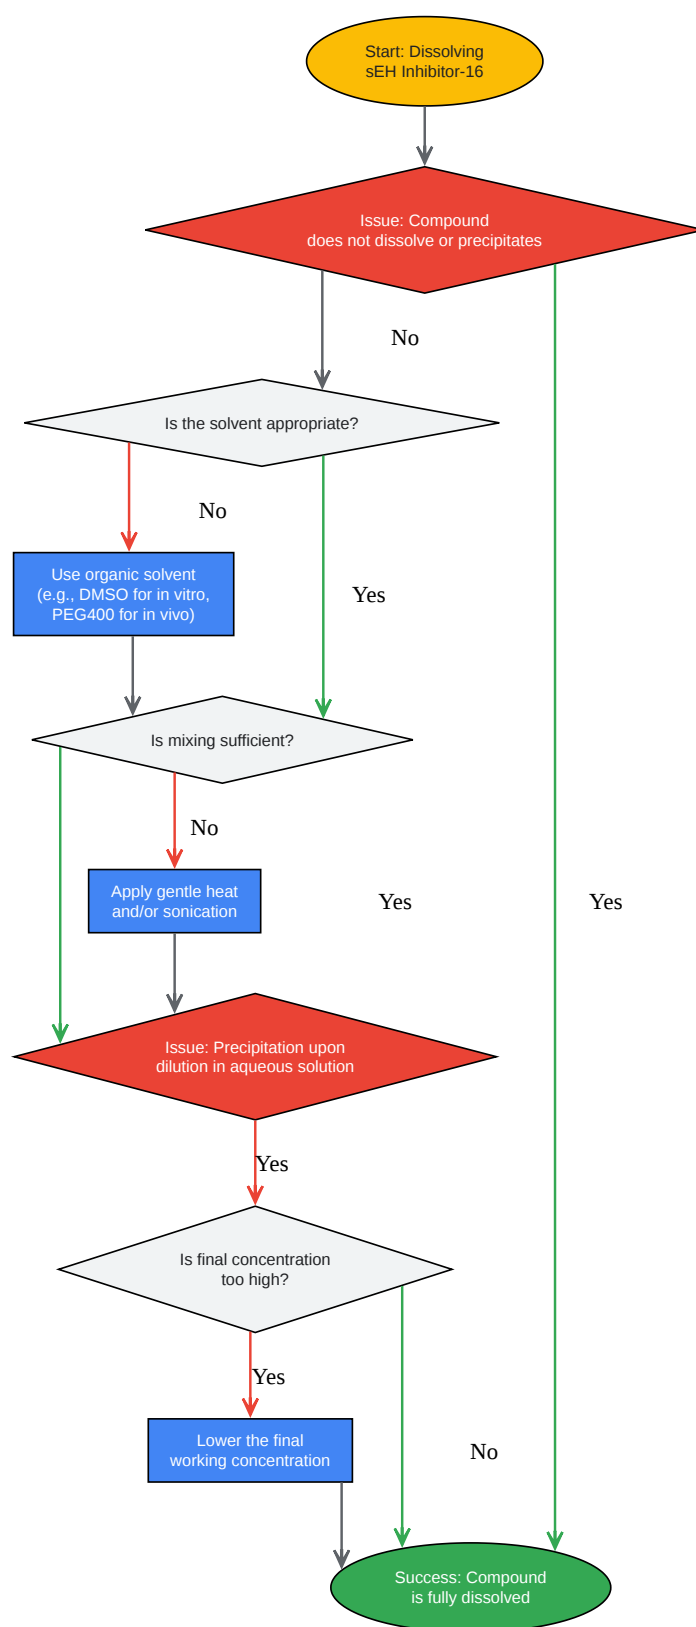 Start: Dissolving
sEH Inhibitor-16
Issue: Compound
does not dissolve or precipitates
No
Is the solvent appropriate?
No
Use organic solvent
(e.g., DMSO for in vitro,
PEG400 for in vivo)
Yes
Is mixing sufficient?
No
Apply gentle heat
and/or sonication
Yes
Yes
Issue: Precipitation upon
dilution in aqueous solution
Yes
Is final concentration
too high?
Yes
Lower the final
working concentration
No
Success: Compound
is fully dissolved